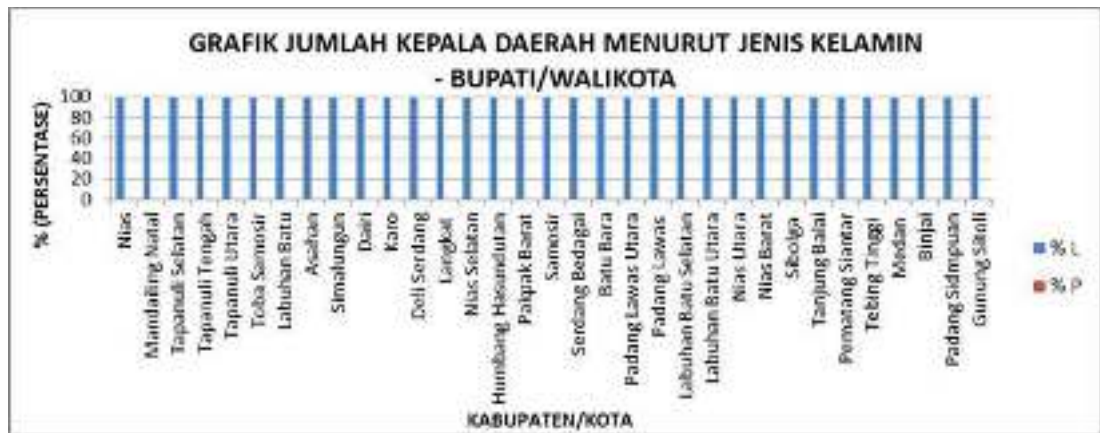 GRAFIK JUMLAH KEPALA DAERAH MENURUT JENIS KELAMIN
- BUPATI/WALIKOTA
% (PERSENTASE)
100
80
60
40
20
0
Nias
Mandailing Natal
Tapanuli Selatan
Tapanuli Tengah
Tapanuli Utara
Toba Samosir
Labuhan Batu
Asahan
Simalungun
Dairi
Karo
Deli Serdang
Langkat
Nias Selatan
Humbang Hasundutan
Pakpak Barat
Samosir
Serdang Bedagai
Batu Bara
Padang Lawas Utara
Padang Lawas
Labuhan Batu Selatan
Labuhan Batu Utara
Nias Utara
Nias Barat
Sibolga
Tanjung Balai
Pematang Siantar
Tebing Tinggi
Medan
Binjai
Padang Sidimpuan
Gunung Sitoli
KABUPATEN/KOTA
% L
% P